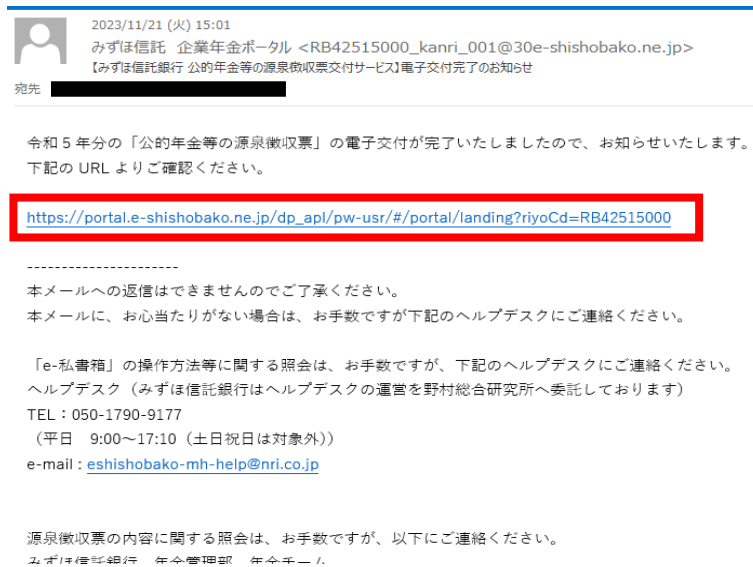 2023/11/21 (火) 15:01
みずほ信託 企業年金ポータル <RB42515000_kanri_001@30e-shishobako.ne.jp>
【みずほ信託銀行 公的年金等の源泉徴収票交付サービス】電子交付完了のお知らせ
宛先
令和５年分の「公的年金等の源泉徴収票」の電子交付が完了いたしましたので、お知らせいたします。
下記の URL よりご確認ください。
https://portal.e-shishobako.ne.jp/dp_apl/pw-usr/#/portal/landing?riyoCd=RB42515000
----------------------
本メールへの返信はできませんのでご了承ください。
本メールに、お心当たりがない場合は、お手数ですが下記のヘルプデスクにご連絡ください。
「e-私書箱」の操作方法等に関する照会は、お手数ですが、下記のヘルプデスクにご連絡ください。
ヘルプデスク（みずほ信託銀行はヘルプデスクの運営を野村総合研究所へ委託しております）
TEL：050-1790-9177
（平日　9:00～17:10（土日祝日は対象外））
e-mail : eshishobako-mh-help@nri.co.jp
源泉徴収票の内容に関する照会は、お手数ですが、以下にご連絡ください。
みずほ信託銀行　年金管理部　年金チーム